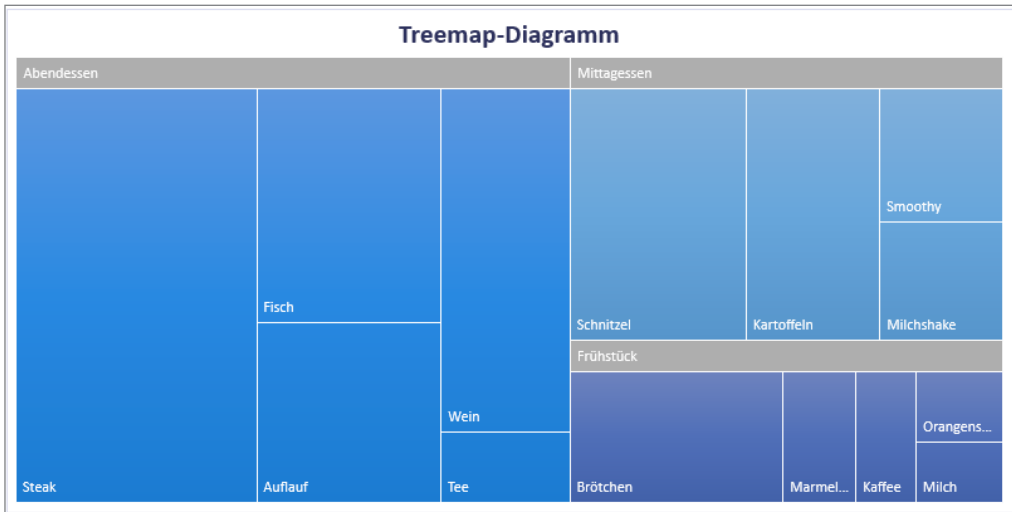 Treemap-Diagramm
Abendessen
Steak
Fisch
Auflauf
Wein
Tee
Mittagessen
Schnitzel
Kartoffeln
Smoothy
Milchshake
Frühstück
Brötchen
Marmel...
Kaffee
Orangens...
Milch